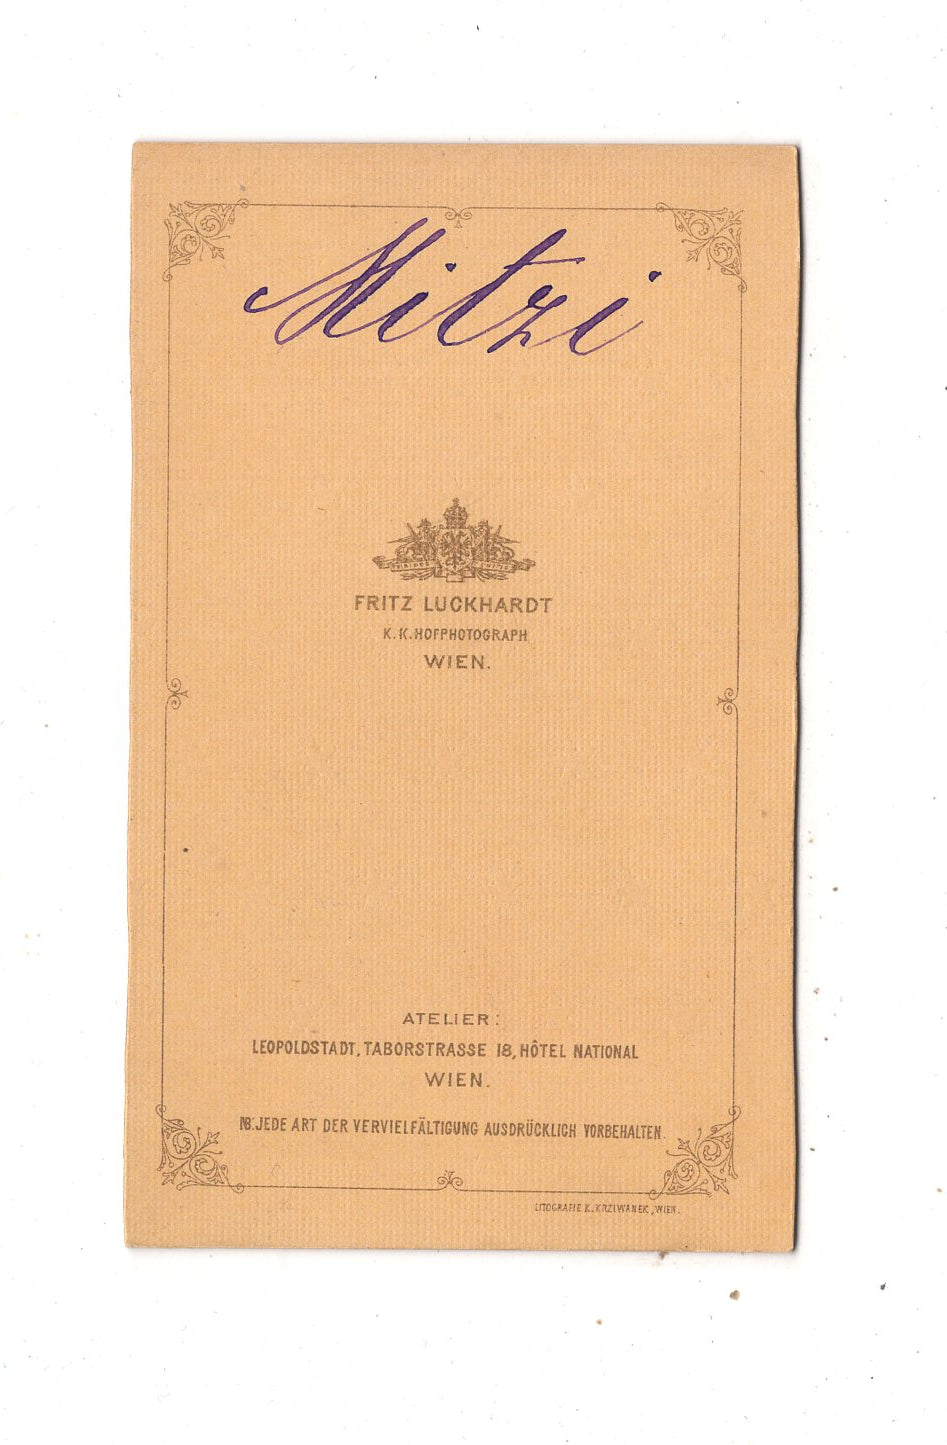 Mitzi
FRITZ LUCKHARDT
K. K. HOFPHOTOGRAPH
WIEN.
ATELIER:
LEOPOLDSTADT, TABORSTRASSE 18, HÔTEL NATIONAL
WIEN.
NB: JEDE ART DER VERVIELFÄLTIGUNG AUSDRÜCKLICH VORBEHALTEN.
LITOGRAFIE K. KRZIWANEK, WIEN.